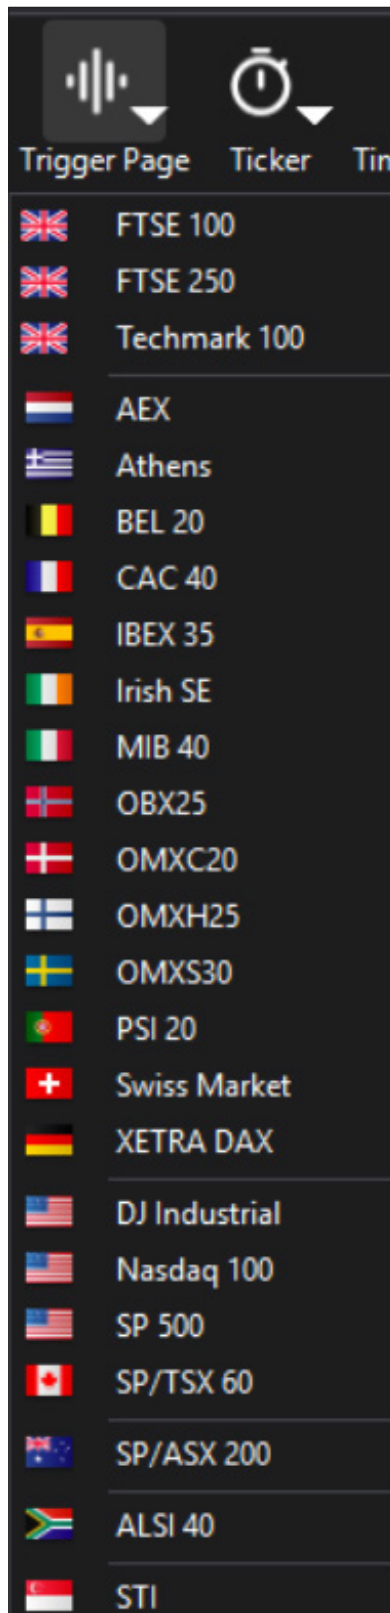 Trigger Page Ticker Tin
FTSE 100
FTSE 250
Techmark 100
AEX
Athens
BEL 20
CAC 40
IBEX 35
Irish SE
MIB 40
OBX25
OMXC20
OMXH25
OMXS30
PSI 20
Swiss Market
XETRA DAX
DJ Industrial
Nasdaq 100
SP 500
SP/TSX 60
SP/ASX 200
ALSI 40
STI